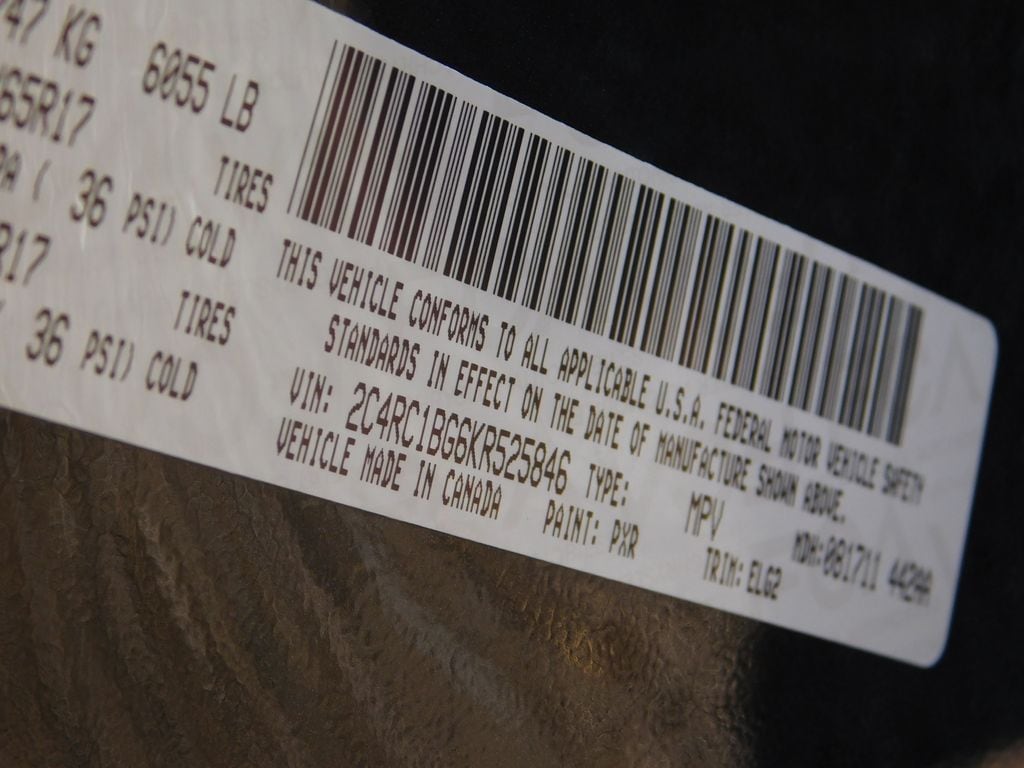 47 KG 6055 LB
65R17 TIRES
36 PSI) COLD
R17 TIRES
36 PSI) COLD
THIS VEHICLE CONFORMS TO ALL APPLICABLE U.S.A. FEDERAL MOTOR VEHICLE SAFETY
STANDARDS IN EFFECT ON THE DATE OF MANUFACTURE SHOWN ABOVE.
VIN: 2C4RC1BG6KR525846 TYPE: MPV MDH:081711 442AA
VEHICLE MADE IN CANADA PAINT: PXR TRIM: ELG2